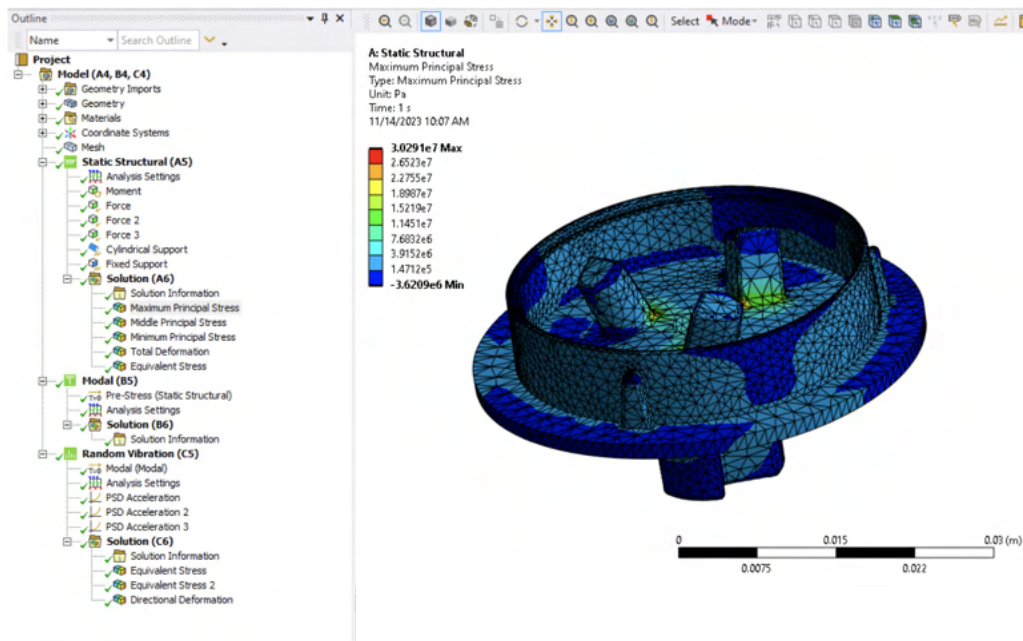 Outline
Name
Search Outline
Project
Model (A4, B4, C4)
Geometry Imports
Geometry
Materials
Coordinate Systems
Mesh
Static Structural (A5)
Analysis Settings
Moment
Force
Force 2
Force 3
Cylindrical Support
Fixed Support
Solution (A6)
Solution Information
Maximum Principal Stress
Middle Principal Stress
Minimum Principal Stress
Total Deformation
Equivalent Stress
Modal (B5)
Pre-Stress (Static Structural)
Analysis Settings
Solution (B6)
Solution Information
Random Vibration (C5)
Modal (Modal)
Analysis Settings
PSD Acceleration
PSD Acceleration 2
PSD Acceleration 3
Solution (C6)
Solution Information
Equivalent Stress
Equivalent Stress 2
Directional Deformation
Select Mode
A: Static Structural
Maximum Principal Stress
Type: Maximum Principal Stress
Unit: Pa
Time: 1 s
11/14/2023 10:07 AM
3.0291e7 Max
2.6523e7
2.2755e7
1.8987e7
1.5219e7
1.1451e7
7.6832e6
3.9152e6
1.4712e5
-3.6209e6 Min
0 0.015 0.03 (m)
0.0075 0.022